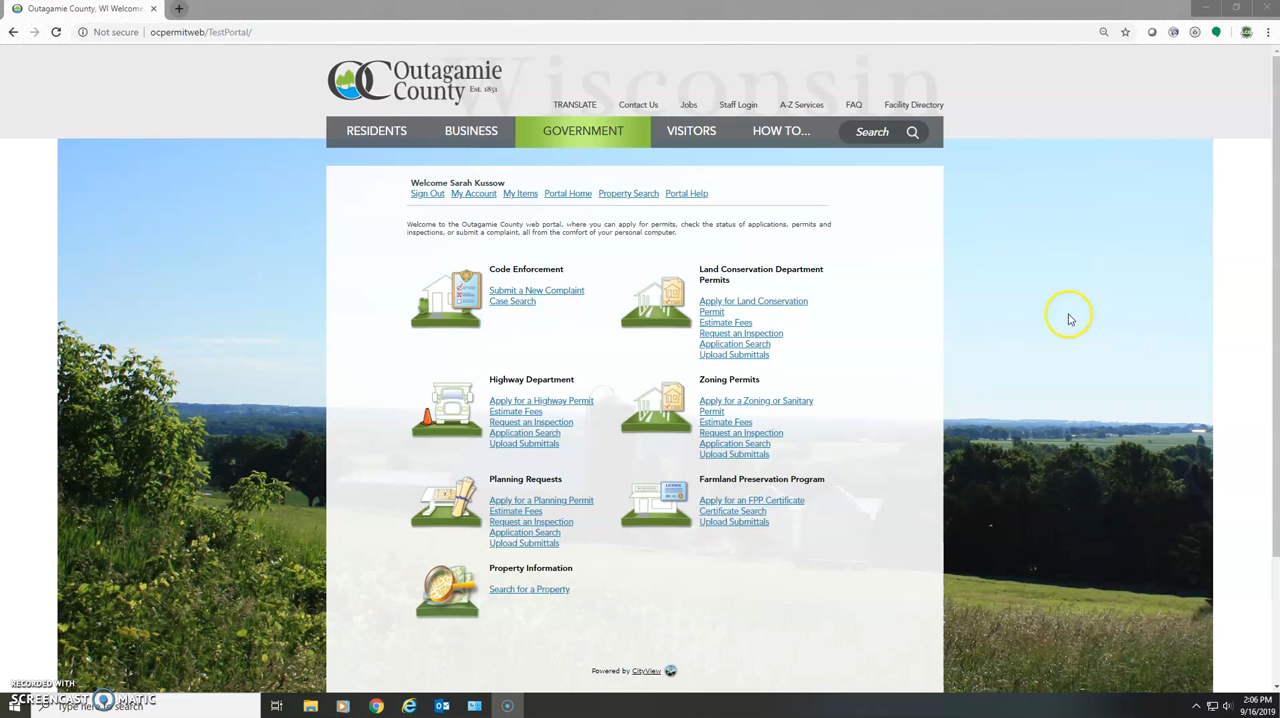 Outagamie County, WI Welcome...
Not secure ocpermitweb/TestPortal/
Wisconsin
OC Outagamie
County Est. 1851
TRANSLATE Contact Us Jobs Staff Login A-Z Services FAQ Facility Directory
RESIDENTS BUSINESS GOVERNMENT VISITORS HOW TO... Search
Welcome Sarah Kussow
Sign Out My Account My Items Portal Home Property Search Portal Help
Welcome to the Outagamie County web portal, where you can apply for permits, check the status of applications, permits and
inspections, or submit a complaint, all from the comfort of your personal computer.
Code Enforcement
Submit a New Complaint
Case Search
Land Conservation Department
Permits
Apply for Land Conservation
Permit
Estimate Fees
Request an Inspection
Application Search
Upload Submittals
Highway Department
Apply for a Highway Permit
Estimate Fees
Request an Inspection
Application Search
Upload Submittals
Zoning Permits
Apply for a Zoning or Sanitary
Permit
Estimate Fees
Request an Inspection
Application Search
Upload Submittals
Planning Requests
Apply for a Planning Permit
Estimate Fees
Request an Inspection
Application Search
Upload Submittals
Farmland Preservation Program
Apply for an FPP Certificate
Certificate Search
Upload Submittals
Property Information
Search for a Property
Powered by CityView
RECORDED WITH
SCREENCAST MATIC
Type here to search
2:06 PM
9/16/2019